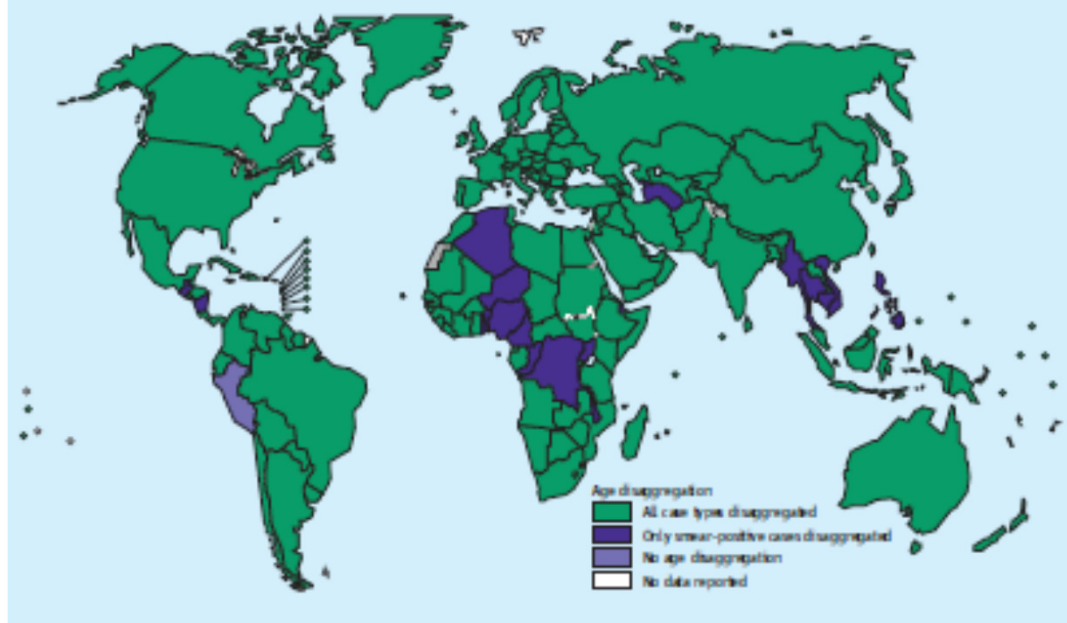 Age disaggregation
All case types disaggregated
Only smear-positive cases disaggregated
No age disaggregation
No data reported